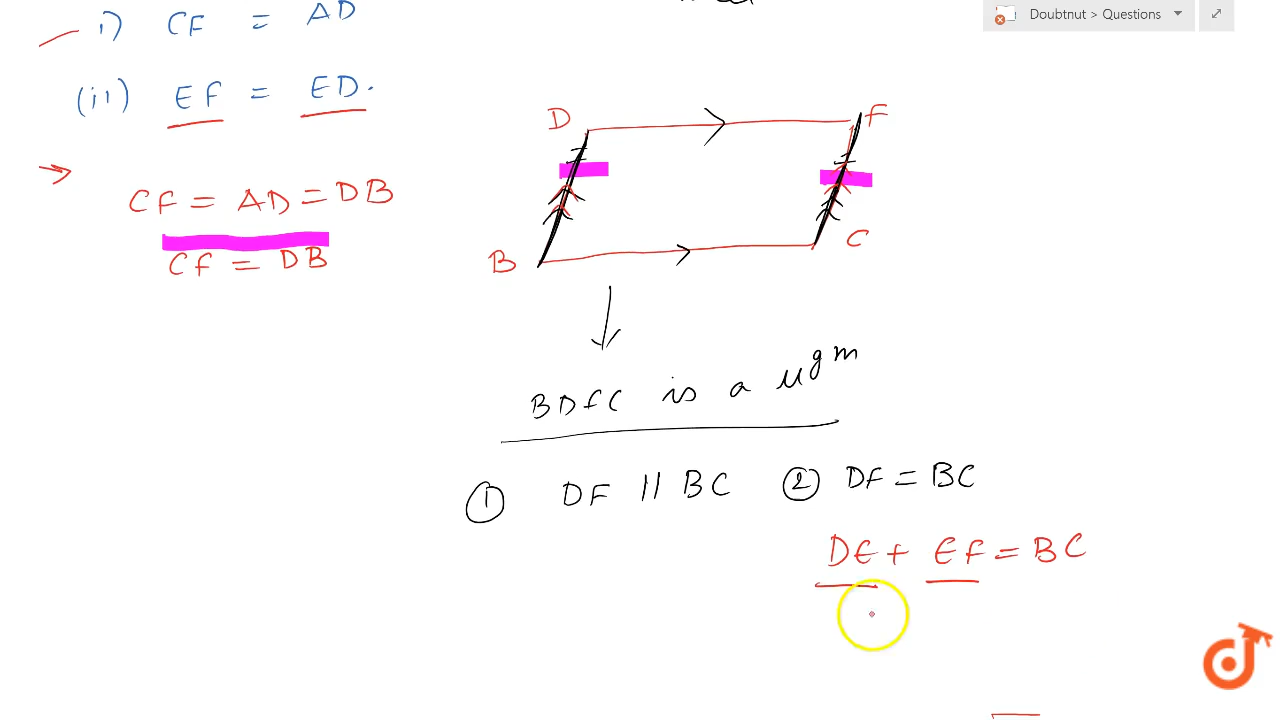 i) CF = AD
Doubtnut > Questions
(ii) EF = ED.
D F
CF = AD = DB
B C
CF = DB
BDFC is a ||gm
① DF || BC ② DF = BC
DE + EF = BC